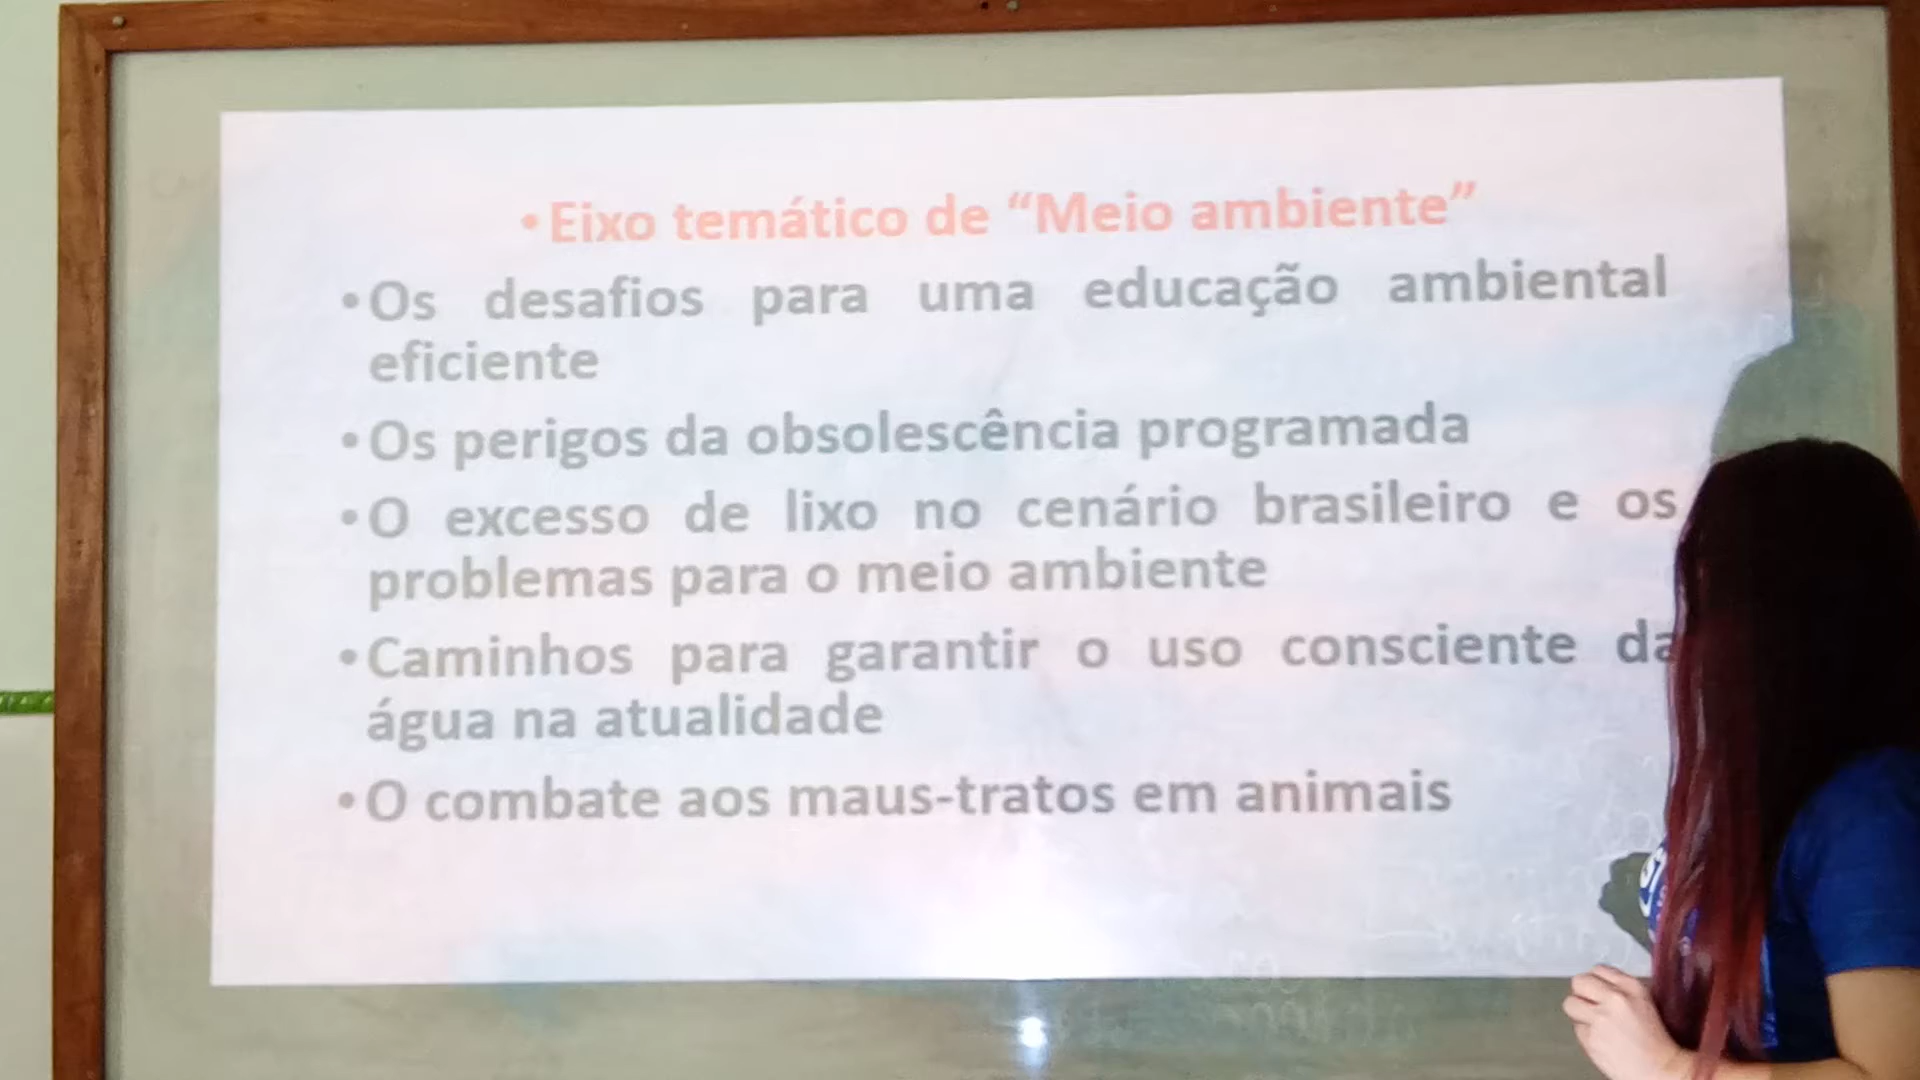 • Eixo temático de “Meio ambiente”
• Os desafios para uma educação ambiental
eficiente
• Os perigos da obsolescência programada
• O excesso de lixo no cenário brasileiro e os
problemas para o meio ambiente
• Caminhos para garantir o uso consciente da
água na atualidade
• O combate aos maus-tratos em animais